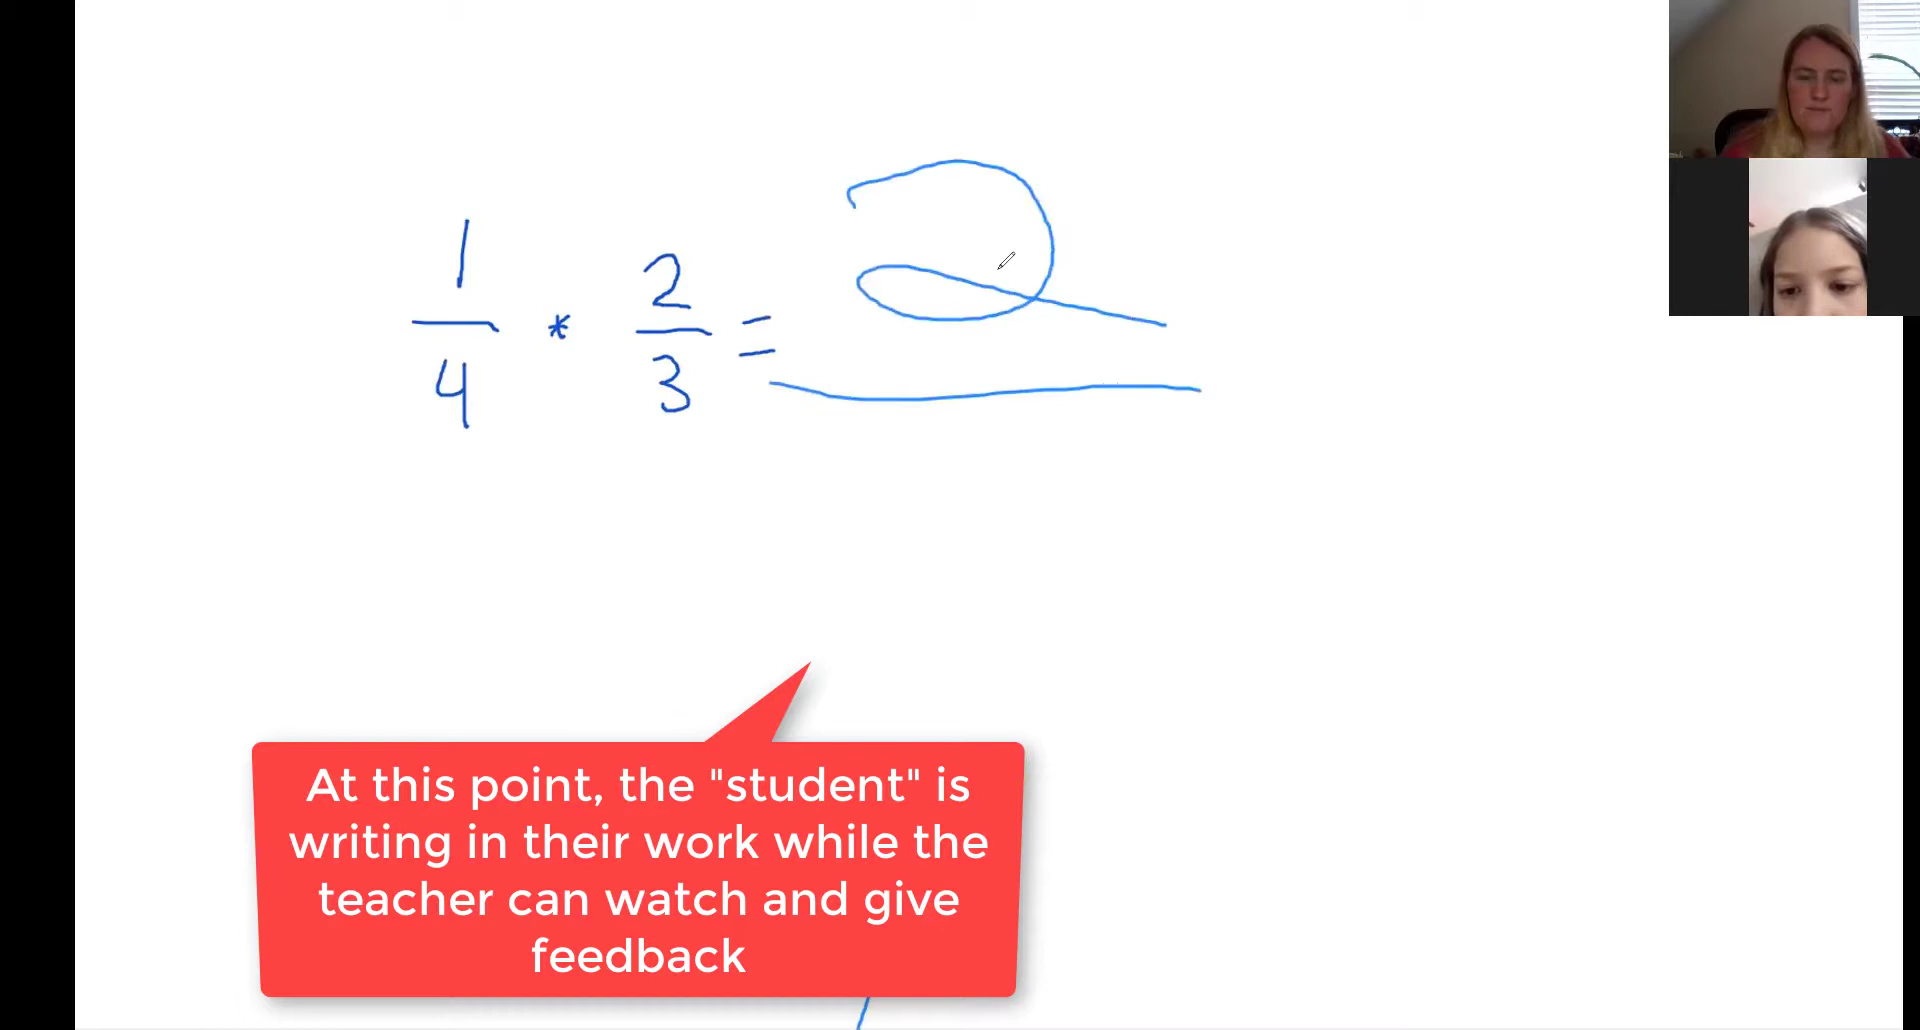 1 2 2
* =
4 3
At this point, the "student" is
writing in their work while the
teacher can watch and give
feedback